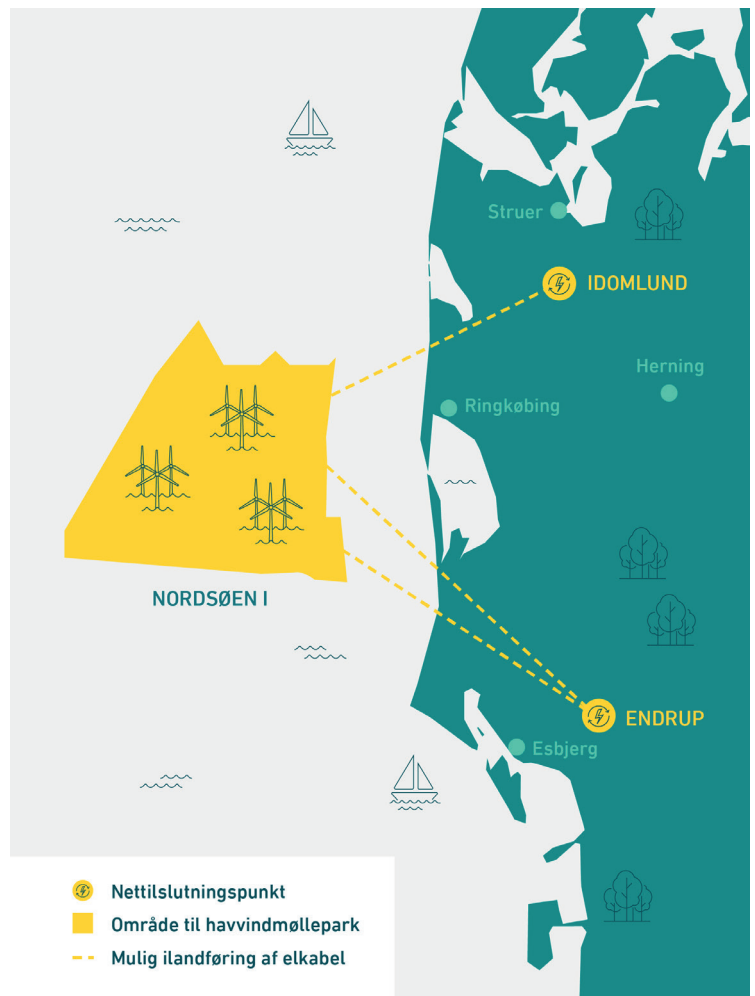 Struer
IDOMLUND
Herning
Ringkøbing
NORDSØEN I
ENDRUP
Esbjerg
Nettilslutningspunkt
Område til havvindmøllepark
Mulig ilandføring af elkabel